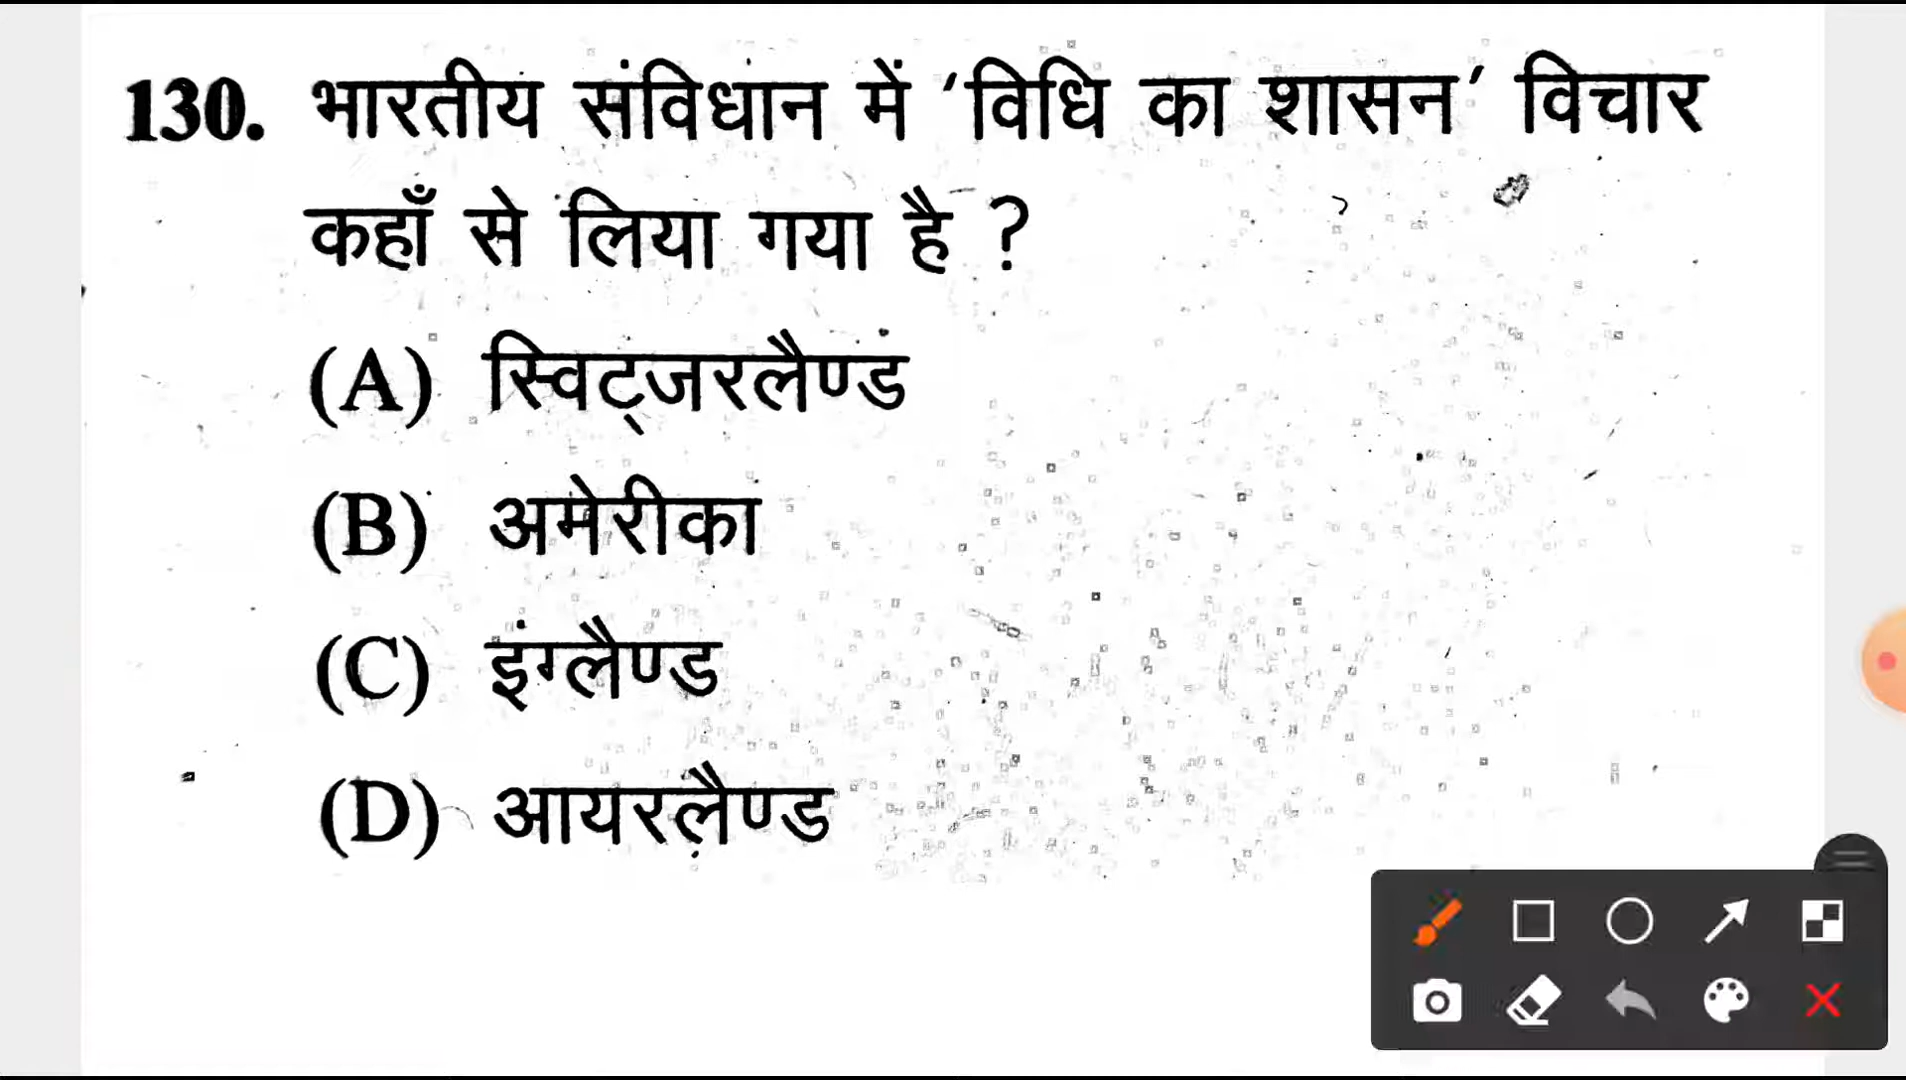 130. भारतीय संविधान में ‘विधि का शासन’ विचार
कहाँ से लिया गया है ?
(A) स्विट्जरलैण्ड
(B) अमेरीका
(C) इंग्लैण्ड
(D) आयरलैण्ड